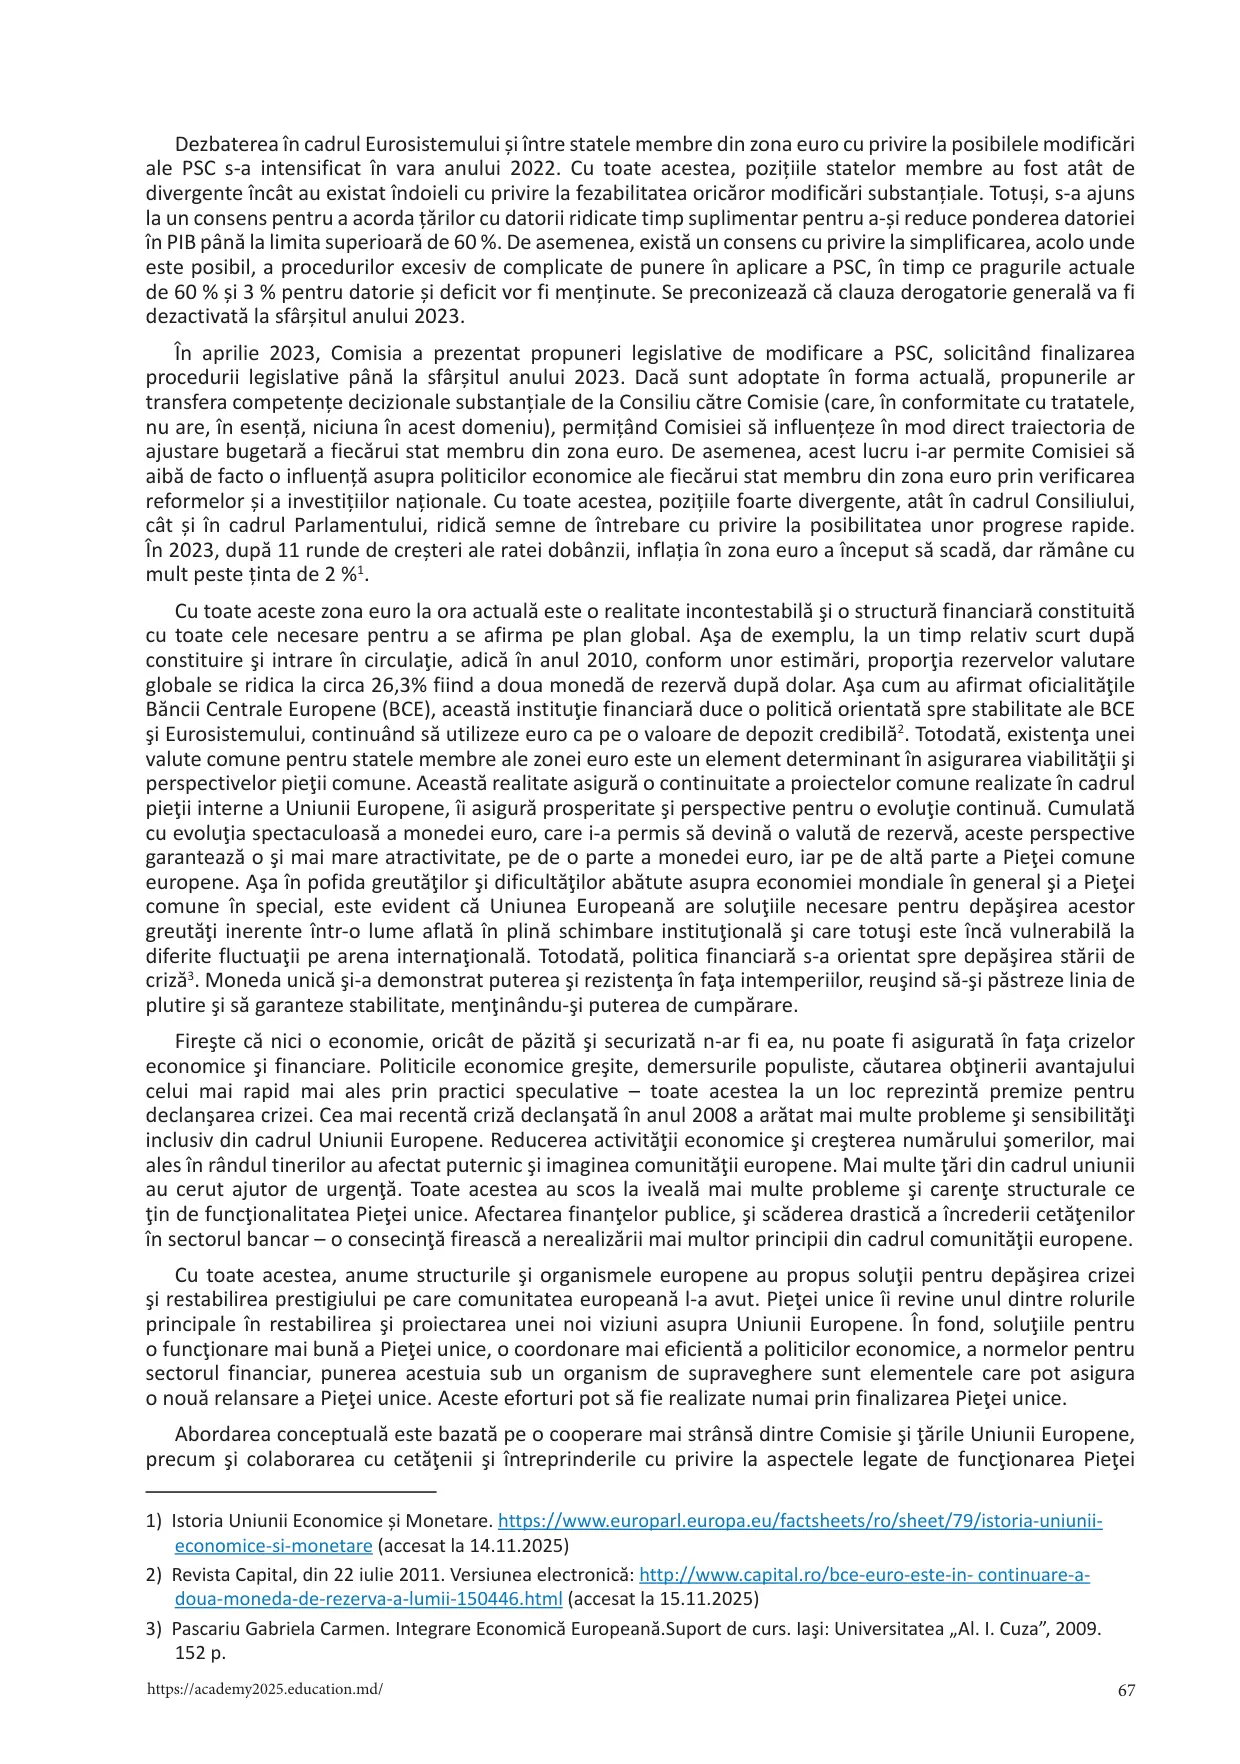 Dezbaterea în cadrul Eurosistemului și între statele membre din zona euro cu privire la posibilele modificări
ale PSC s-a intensificat în vara anului 2022. Cu toate acestea, pozițiile statelor membre au fost atât de
divergente încât au existat îndoieli cu privire la fezabilitatea oricăror modificări substanțiale. Totuși, s-a ajuns
la un consens pentru a acorda țărilor cu datorii ridicate timp suplimentar pentru a-și reduce ponderea datoriei
în PIB până la limita superioară de 60 %. De asemenea, există un consens cu privire la simplificarea, acolo unde
este posibil, a procedurilor excesiv de complicate de punere în aplicare a PSC, în timp ce pragurile actuale
de 60 % și 3 % pentru datorie și deficit vor fi menținute. Se preconizează că clauza derogatorie generală va fi
dezactivată la sfârșitul anului 2023.
În aprilie 2023, Comisia a prezentat propuneri legislative de modificare a PSC, solicitând finalizarea
procedurii legislative până la sfârșitul anului 2023. Dacă sunt adoptate în forma actuală, propunerile ar
transfera competențe decizionale substanțiale de la Consiliu către Comisie (care, în conformitate cu tratatele,
nu are, în esență, niciuna în acest domeniu), permițând Comisiei să influențeze în mod direct traiectoria de
ajustare bugetară a fiecărui stat membru din zona euro. De asemenea, acest lucru i-ar permite Comisiei să
aibă de facto o influență asupra politicilor economice ale fiecărui stat membru din zona euro prin verificarea
reformelor și a investițiilor naționale. Cu toate acestea, pozițiile foarte divergente, atât în cadrul Consiliului,
cât și în cadrul Parlamentului, ridică semne de întrebare cu privire la posibilitatea unor progrese rapide.
În 2023, după 11 runde de creșteri ale ratei dobânzii, inflația în zona euro a început să scadă, dar rămâne cu
mult peste ținta de 2 %¹.
Cu toate aceste zona euro la ora actuală este o realitate incontestabilă şi o structură financiară constituită
cu toate cele necesare pentru a se afirma pe plan global. Aşa de exemplu, la un timp relativ scurt după
constituire şi intrare în circulaţie, adică în anul 2010, conform unor estimări, proporţia rezervelor valutare
globale se ridica la circa 26,3% fiind a doua monedă de rezervă după dolar. Aşa cum au afirmat oficialităţile
Băncii Centrale Europene (BCE), această instituţie financiară duce o politică orientată spre stabilitate ale BCE
şi Eurosistemului, continuând să utilizeze euro ca pe o valoare de depozit credibilă². Totodată, existenţa unei
valute comune pentru statele membre ale zonei euro este un element determinant în asigurarea viabilităţii şi
perspectivelor pieţii comune. Această realitate asigură o continuitate a proiectelor comune realizate în cadrul
pieţii interne a Uniunii Europene, îi asigură prosperitate şi perspective pentru o evoluţie continuă. Cumulată
cu evoluţia spectaculoasă a monedei euro, care i-a permis să devină o valută de rezervă, aceste perspective
garantează o şi mai mare atractivitate, pe de o parte a monedei euro, iar pe de altă parte a Pieţei comune
europene. Aşa în pofida greutăţilor şi dificultăţilor abătute asupra economiei mondiale în general şi a Pieţei
comune în special, este evident că Uniunea Europeană are soluţiile necesare pentru depăşirea acestor
greutăţi inerente într-o lume aflată în plină schimbare instituţională şi care totuşi este încă vulnerabilă la
diferite fluctuaţii pe arena internaţională. Totodată, politica financiară s-a orientat spre depăşirea stării de
criză³. Moneda unică şi-a demonstrat puterea şi rezistenţa în faţa intemperiilor, reuşind să-şi păstreze linia de
plutire şi să garanteze stabilitate, menţinându-şi puterea de cumpărare.
Fireşte că nici o economie, oricât de păzită şi securizată n-ar fi ea, nu poate fi asigurată în faţa crizelor
economice şi financiare. Politicile economice greşite, demersurile populiste, căutarea obţinerii avantajului
celui mai rapid mai ales prin practici speculative – toate acestea la un loc reprezintă premize pentru
declanşarea crizei. Cea mai recentă criză declanşată în anul 2008 a arătat mai multe probleme şi sensibilităţi
inclusiv din cadrul Uniunii Europene. Reducerea activităţii economice şi creşterea numărului şomerilor, mai
ales în rândul tinerilor au afectat puternic şi imaginea comunităţii europene. Mai multe ţări din cadrul uniunii
au cerut ajutor de urgenţă. Toate acestea au scos la iveală mai multe probleme şi carenţe structurale ce
ţin de funcţionalitatea Pieţei unice. Afectarea finanţelor publice, şi scăderea drastică a încrederii cetăţenilor
în sectorul bancar – o consecinţă firească a nerealizării mai multor principii din cadrul comunităţii europene.
Cu toate acestea, anume structurile şi organismele europene au propus soluţii pentru depăşirea crizei
şi restabilirea prestigiului pe care comunitatea europeană l-a avut. Pieţei unice îi revine unul dintre rolurile
principale în restabilirea şi proiectarea unei noi viziuni asupra Uniunii Europene. În fond, soluţiile pentru
o funcţionare mai bună a Pieţei unice, o coordonare mai eficientă a politicilor economice, a normelor pentru
sectorul financiar, punerea acestuia sub un organism de supraveghere sunt elementele care pot asigura
o nouă relansare a Pieţei unice. Aceste eforturi pot să fie realizate numai prin finalizarea Pieţei unice.
Abordarea conceptuală este bazată pe o cooperare mai strânsă dintre Comisie şi ţările Uniunii Europene,
precum şi colaborarea cu cetăţenii şi întreprinderile cu privire la aspectele legate de funcţionarea Pieţei
1) Istoria Uniunii Economice și Monetare. https://www.europarl.europa.eu/factsheets/ro/sheet/79/istoria-uniunii-
economice-si-monetare (accesat la 14.11.2025)
2) Revista Capital, din 22 iulie 2011. Versiunea electronică: http://www.capital.ro/bce-euro-este-in- continuare-a-
doua-moneda-de-rezerva-a-lumii-150446.html (accesat la 15.11.2025)
3) Pascariu Gabriela Carmen. Integrare Economică Europeană.Suport de curs. Iaşi: Universitatea „Al. I. Cuza”, 2009.
152 p.
https://academy2025.education.md/
67